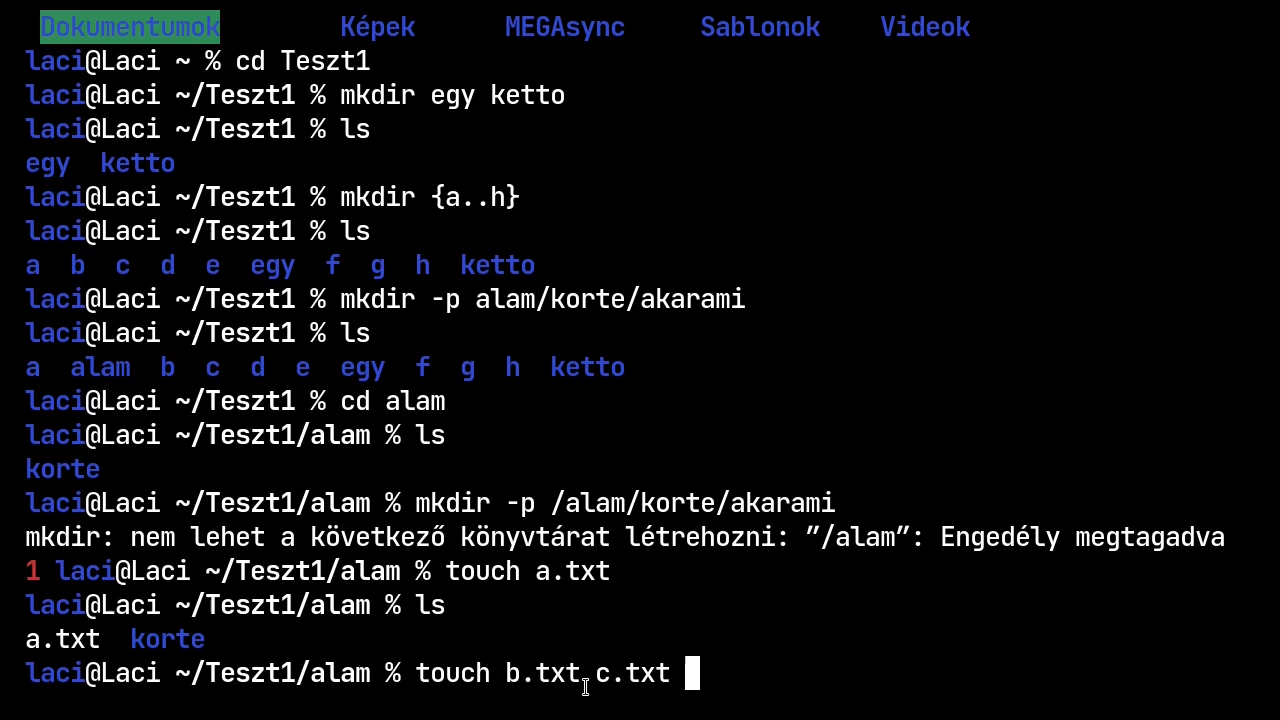 Dokumentumok Képek MEGAsync Sablonok Videok
laci@Laci ~ % cd Teszt1
laci@Laci ~/Teszt1 % mkdir egy ketto
laci@Laci ~/Teszt1 % ls
egy ketto
laci@Laci ~/Teszt1 % mkdir {a..h}
laci@Laci ~/Teszt1 % ls
a b c d e egy f g h ketto
laci@Laci ~/Teszt1 % mkdir -p alam/korte/akarami
laci@Laci ~/Teszt1 % ls
a alam b c d e egy f g h ketto
laci@Laci ~/Teszt1 % cd alam
laci@Laci ~/Teszt1/alam % ls
korte
laci@Laci ~/Teszt1/alam % mkdir -p /alam/korte/akarami
mkdir: nem lehet a következő könyvtárat létrehozni: ”/alam”: Engedély megtagadva
1 laci@Laci ~/Teszt1/alam % touch a.txt
laci@Laci ~/Teszt1/alam % ls
a.txt korte
laci@Laci ~/Teszt1/alam % touch b.txt c.txt